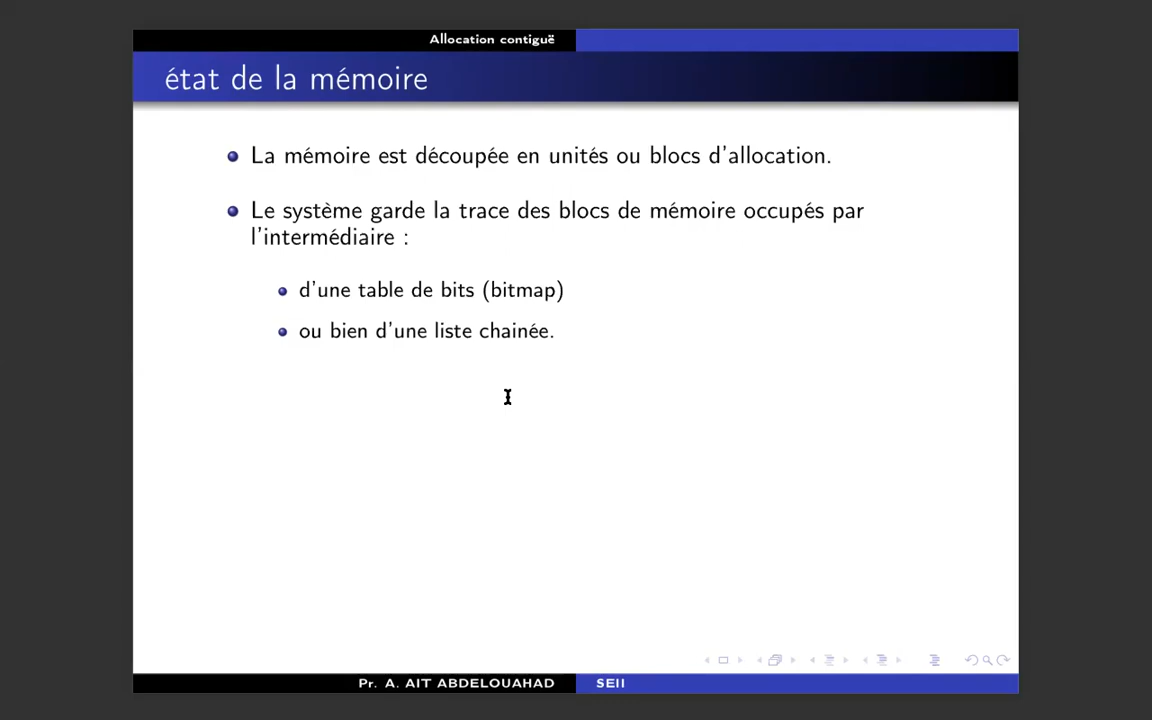 Allocation contiguë
état de la mémoire
La mémoire est découpée en unités ou blocs d'allocation.
Le système garde la trace des blocs de mémoire occupés par
l'intermédiaire :
d'une table de bits (bitmap)
ou bien d'une liste chainée.
Pr. A. AIT ABDELOUAHAD SEII